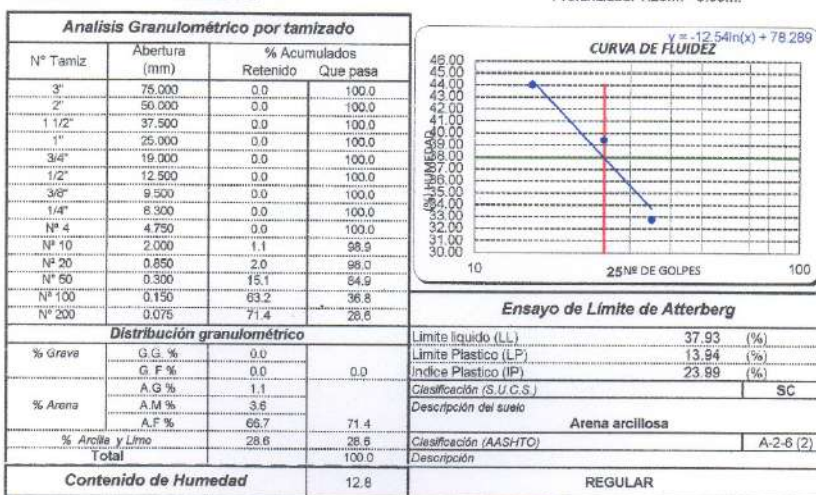 Analisis Granulométrico por tamizado
N° Tamiz Abertura (mm) % Acumulados
Retenido Que pasa
3" 75.000 0.0 100.0
2" 50.000 0.0 100.0
1 1/2" 37.500 0.0 100.0
1" 25.000 0.0 100.0
3/4" 19.000 0.0 100.0
1/2" 12.500 0.0 100.0
3/8" 9.500 0.0 100.0
1/4" 6.300 0.0 100.0
Nª 4 4.750 0.0 100.0
Nª 10 2.000 1.1 98.9
Nª 20 0.850 2.0 98.0
N° 50 0.300 15.1 84.9
Nª 100 0.150 63.2 36.8
N° 200 0.075 71.4 28.6
Distribución granulométrico
% Grava G.G. % 0.0
G. F % 0.0 0.0
% Arena A.G % 1.1
A.M % 3.6
A.F % 66.7 71.4
% Arcilla y Limo 28.6 28.6
Total 100.0
Contenido de Humedad 12.8
y = -12.54ln(x) + 78.289
CURVA DE FLUIDEZ
46.00
45.00
44.00
43.00
42.00
41.00
40.00
39.00
38.00
37.00
36.00
35.00
34.00
33.00
32.00
31.00
30.00
(%) HUMEDAD
10 25 Nº DE GOLPES 100
Ensayo de Límite de Atterberg
Limite liquido (LL) 37.93 (%)
Limite Plastico (LP) 13.94 (%)
Indice Plastico (IP) 23.99 (%)
Clasificación (S.U.C.S.) SC
Descripción del suelo
Arena arcillosa
Clasificación (AASHTO) A-2-6 (2)
Descripción
REGULAR